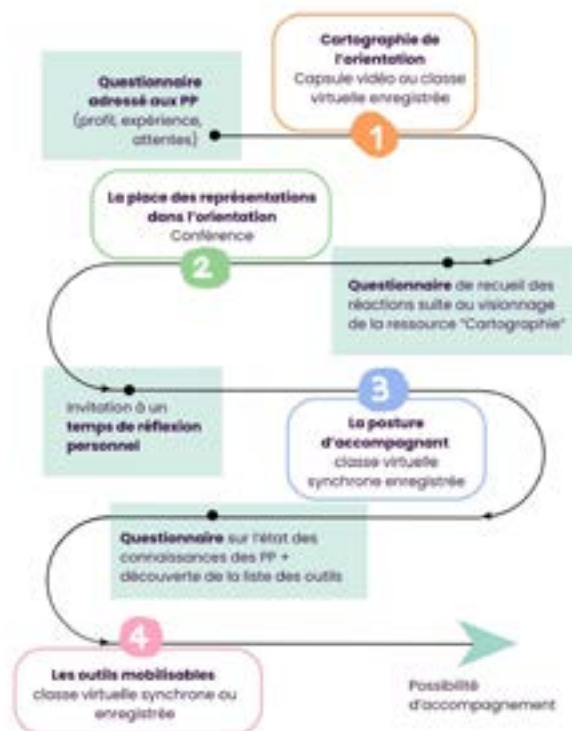 Cartographie de
l'orientation
Capsule vidéo ou classe
virtuelle enregistrée
Questionnaire
adressé aux PP
(profil, expérience,
attentes)
1
La place des représentations
dans l'orientation
Conférence
2
Questionnaire de recueil des
réactions suite au visionnage
de la ressource "Cartographie"
Invitation à un
temps de réflexion
personnel
3
La posture
d'accompagnant
classe virtuelle
synchrone enregistrée
Questionnaire sur l'état des
connaissances des PP +
découverte de la liste des outils
4
Les outils mobilisables
classe virtuelle synchrone ou
enregistrée
Possibilité
d'accompagnement